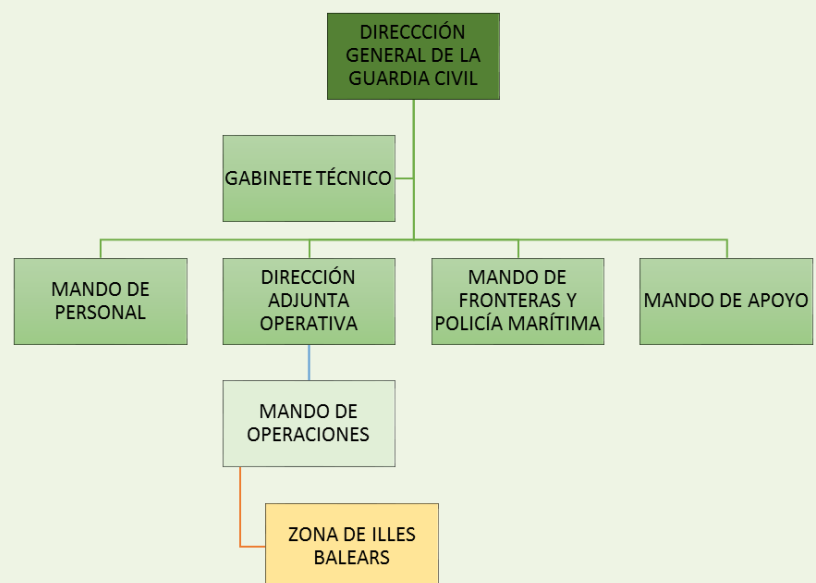 DIRECCCIÓN
GENERAL DE LA
GUARDIA CIVIL
GABINETE TÉCNICO
MANDO DE
PERSONAL
DIRECCIÓN
ADJUNTA
OPERATIVA
MANDO DE
FRONTERAS Y
POLICÍA MARÍTIMA
MANDO DE APOYO
MANDO DE
OPERACIONES
ZONA DE ILLES
BALEARS